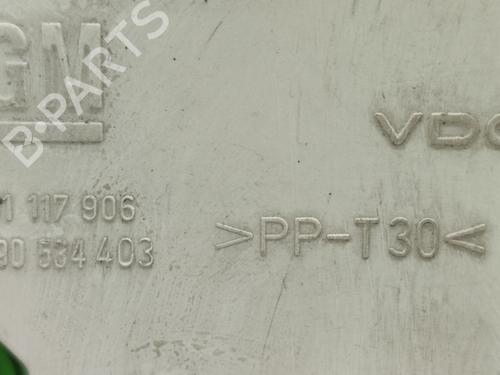 GM
VDO
1 117 906
90 534 403
>PP-T30<
B-PARTS